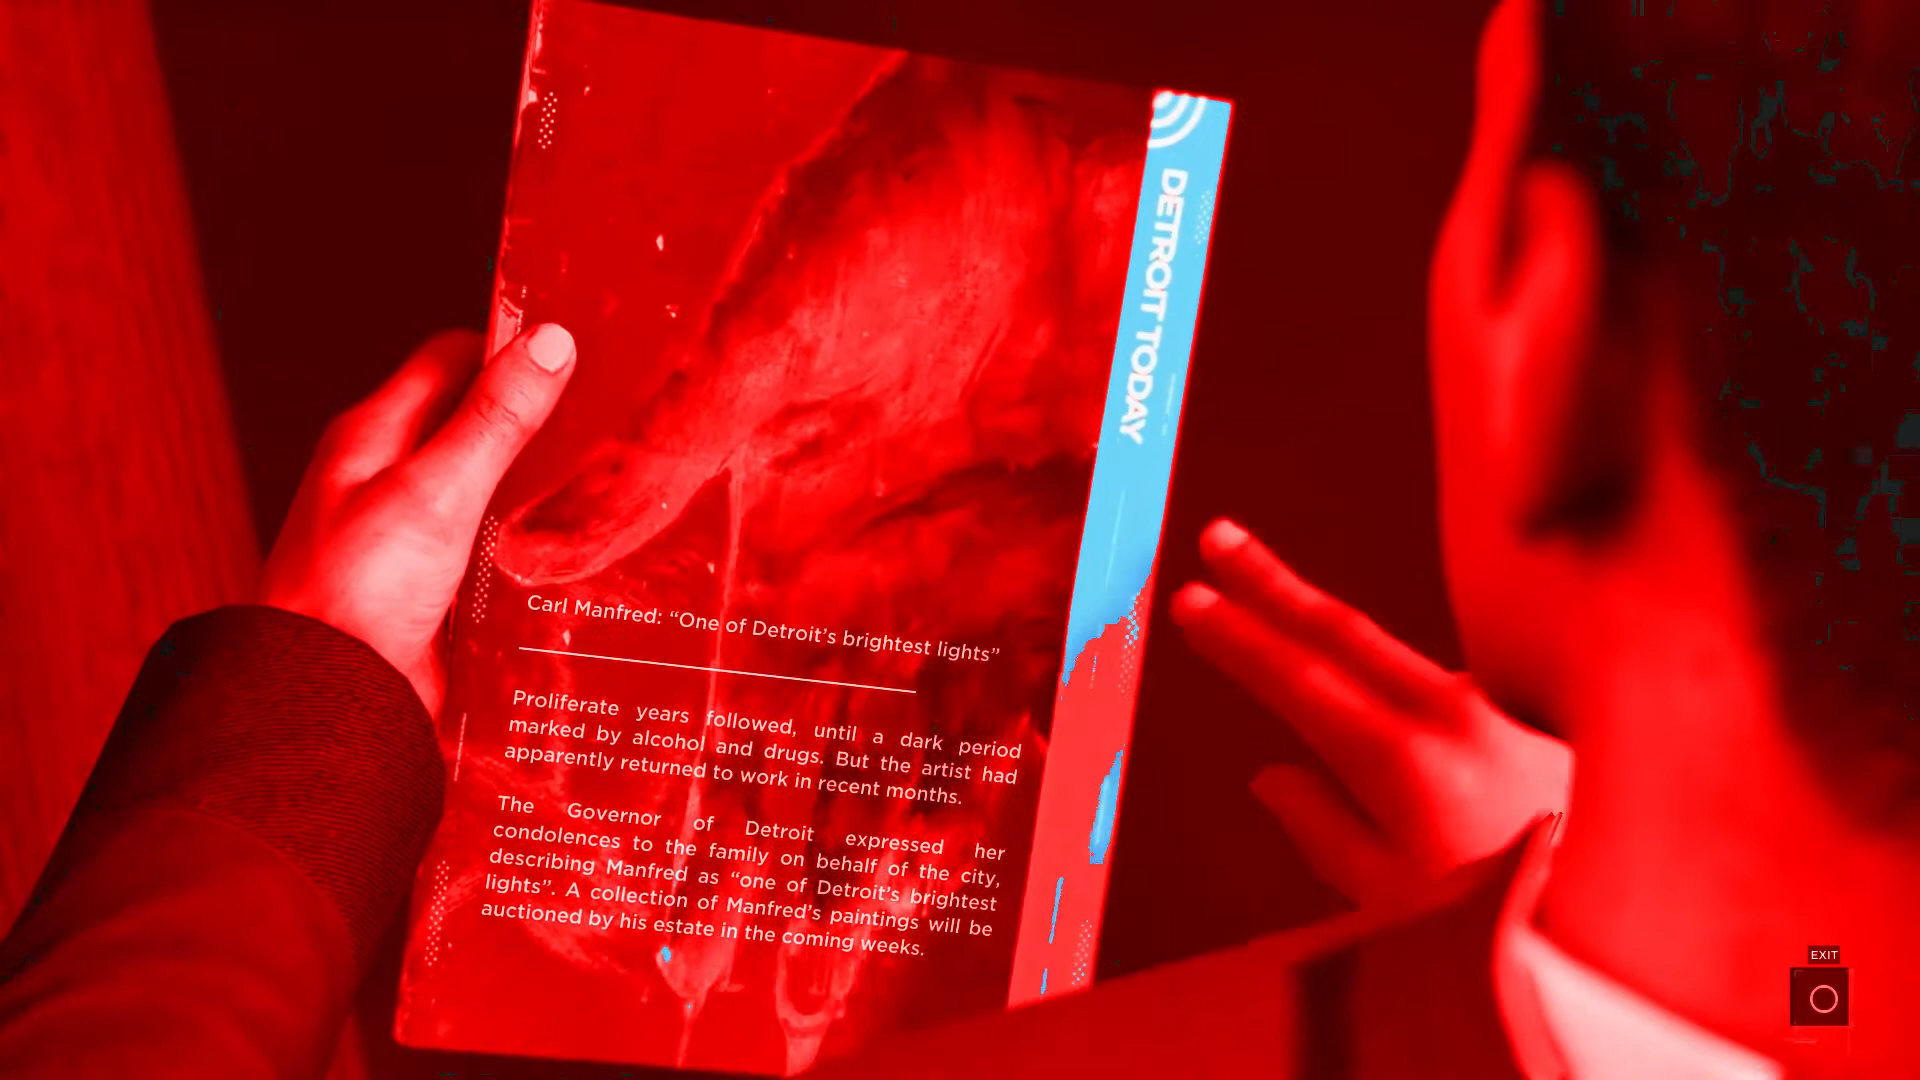 DETROIT TODAY
Carl Manfred: “One of Detroit’s brightest lights”
Proliferate years followed, until a dark period
marked by alcohol and drugs. But the artist had
apparently returned to work in recent months.
The Governor of Detroit expressed her
condolences to the family on behalf of the city,
describing Manfred as “one of Detroit’s brightest
lights”. A collection of Manfred’s paintings will be
auctioned by his estate in the coming weeks.
EXIT